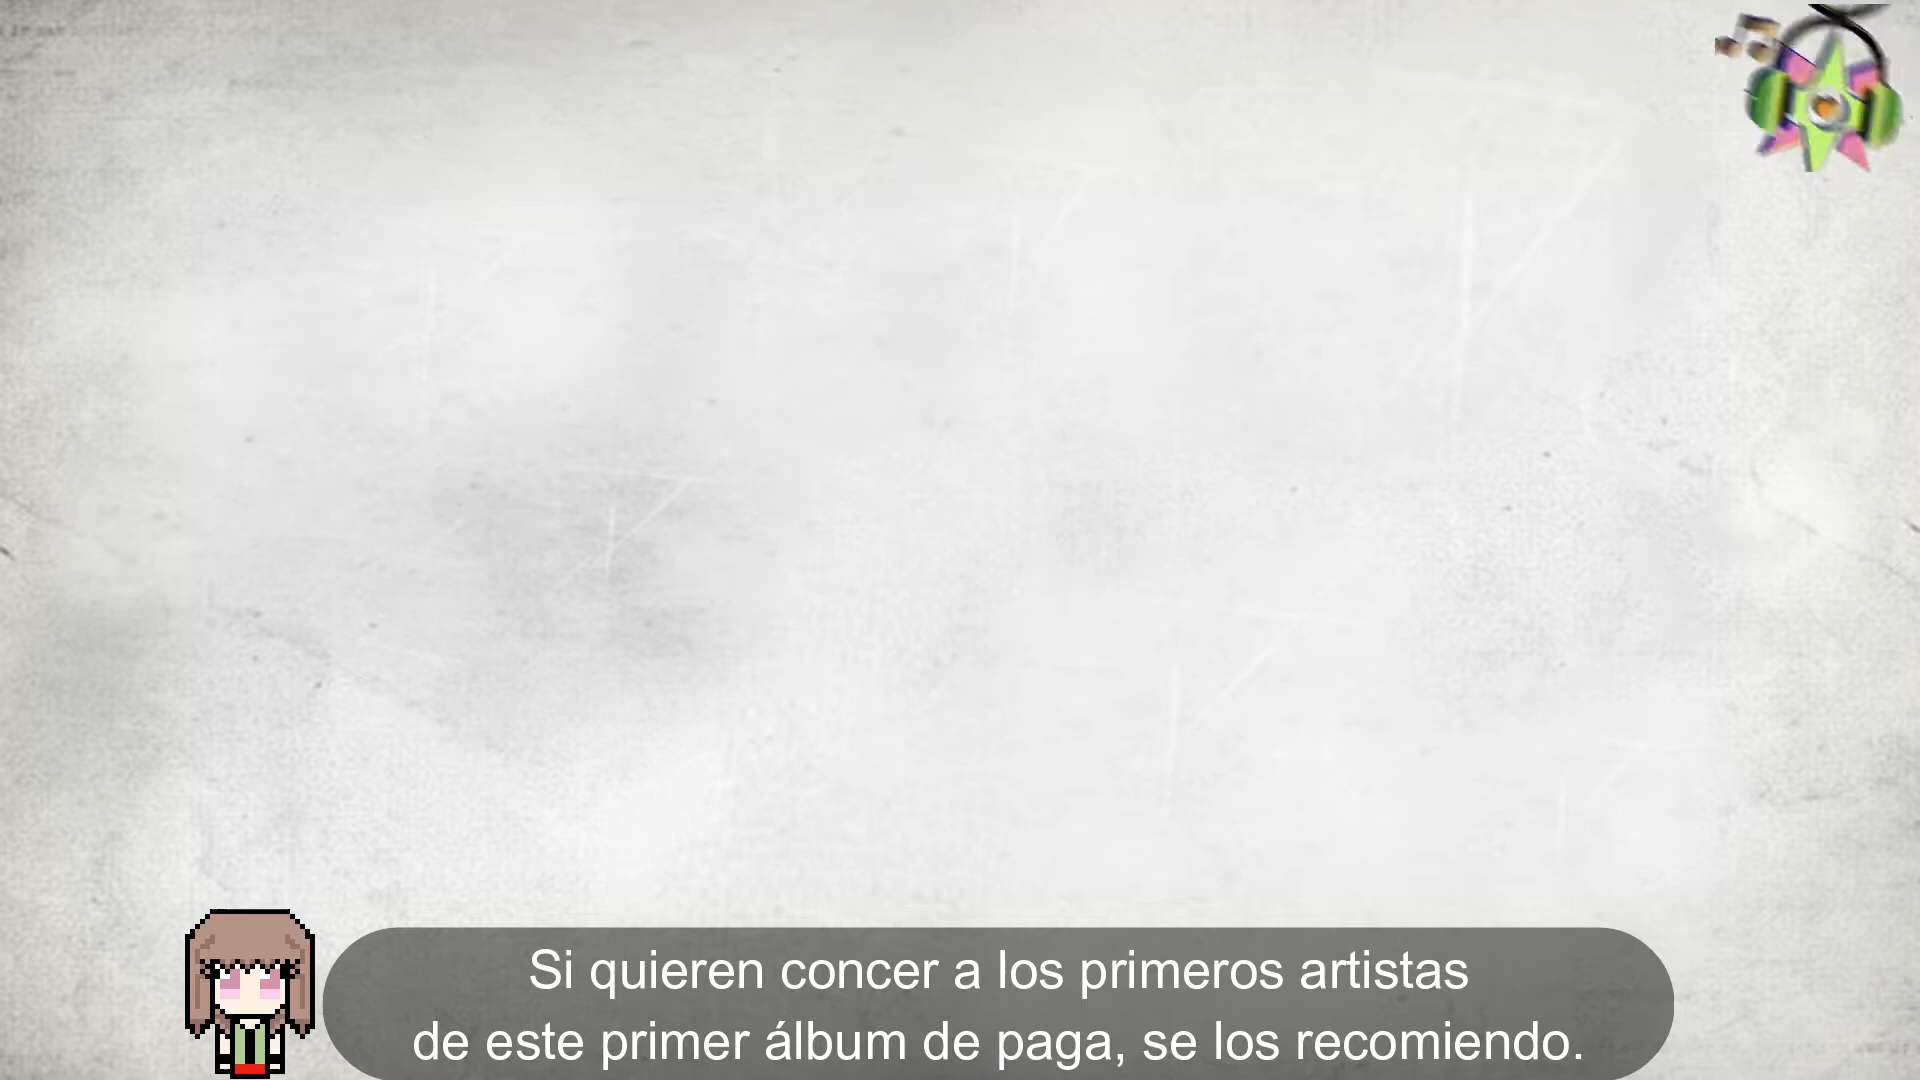 Si quieren concer a los primeros artistas
de este primer álbum de paga, se los recomiendo.